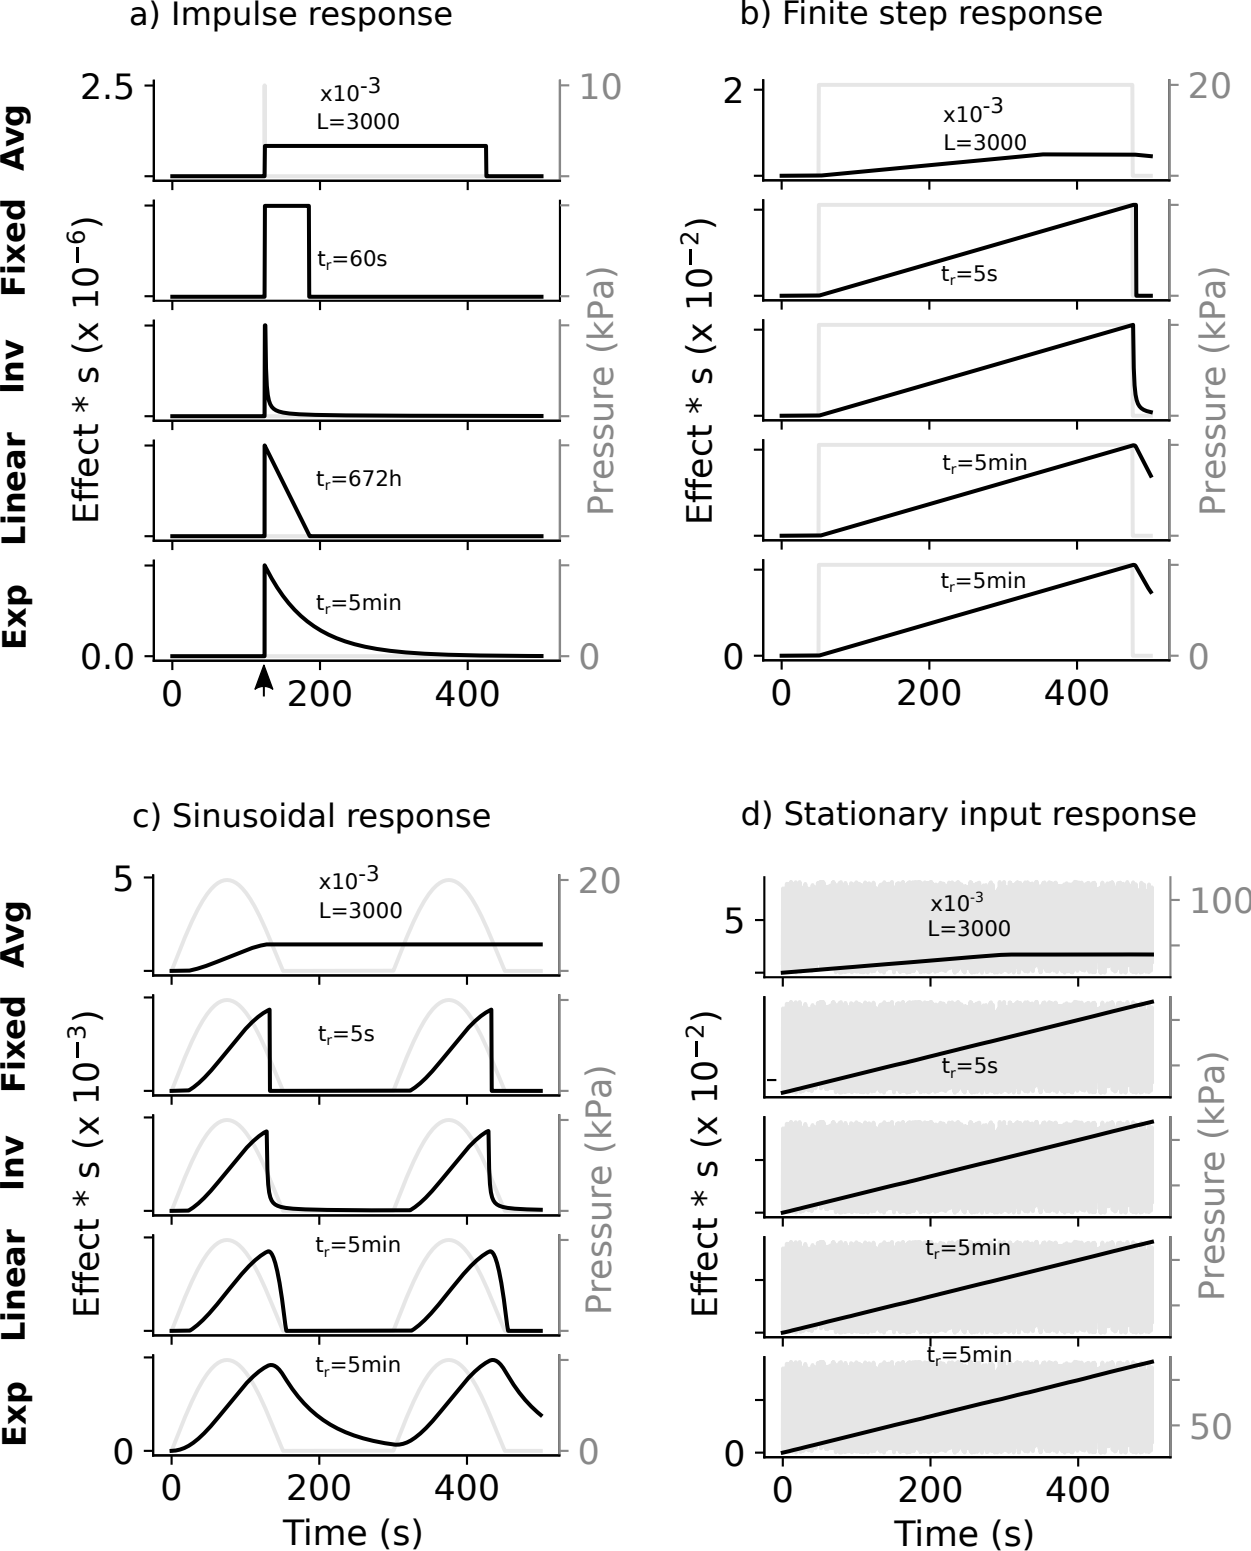 a) Impulse response
b) Finite step response
Avg
2.5
x10-3
L=3000
10
2
x10-3
L=3000
20
Fixed
tr=60s
tr=5s
Inv
Linear
tr=672h
tr=5min
Exp
tr=5min
tr=5min
0.0
0
0
0
200
400
0
200
400
Effect * s (x 10−6)
Pressure (kPa)
Effect * s (x 10−2)
Pressure (kPa)
c) Sinusoidal response
d) Stationary input response
Avg
5
x10-3
L=3000
20
5
x10-3
L=3000
100
Fixed
tr=5s
tr=5s
Inv
Linear
tr=5min
tr=5min
Exp
tr=5min
tr=5min
0
0
0
50
0
200
400
0
200
400
Effect * s (x 10−3)
Pressure (kPa)
Effect * s (x 10−2)
Pressure (kPa)
Time (s)
Time (s)